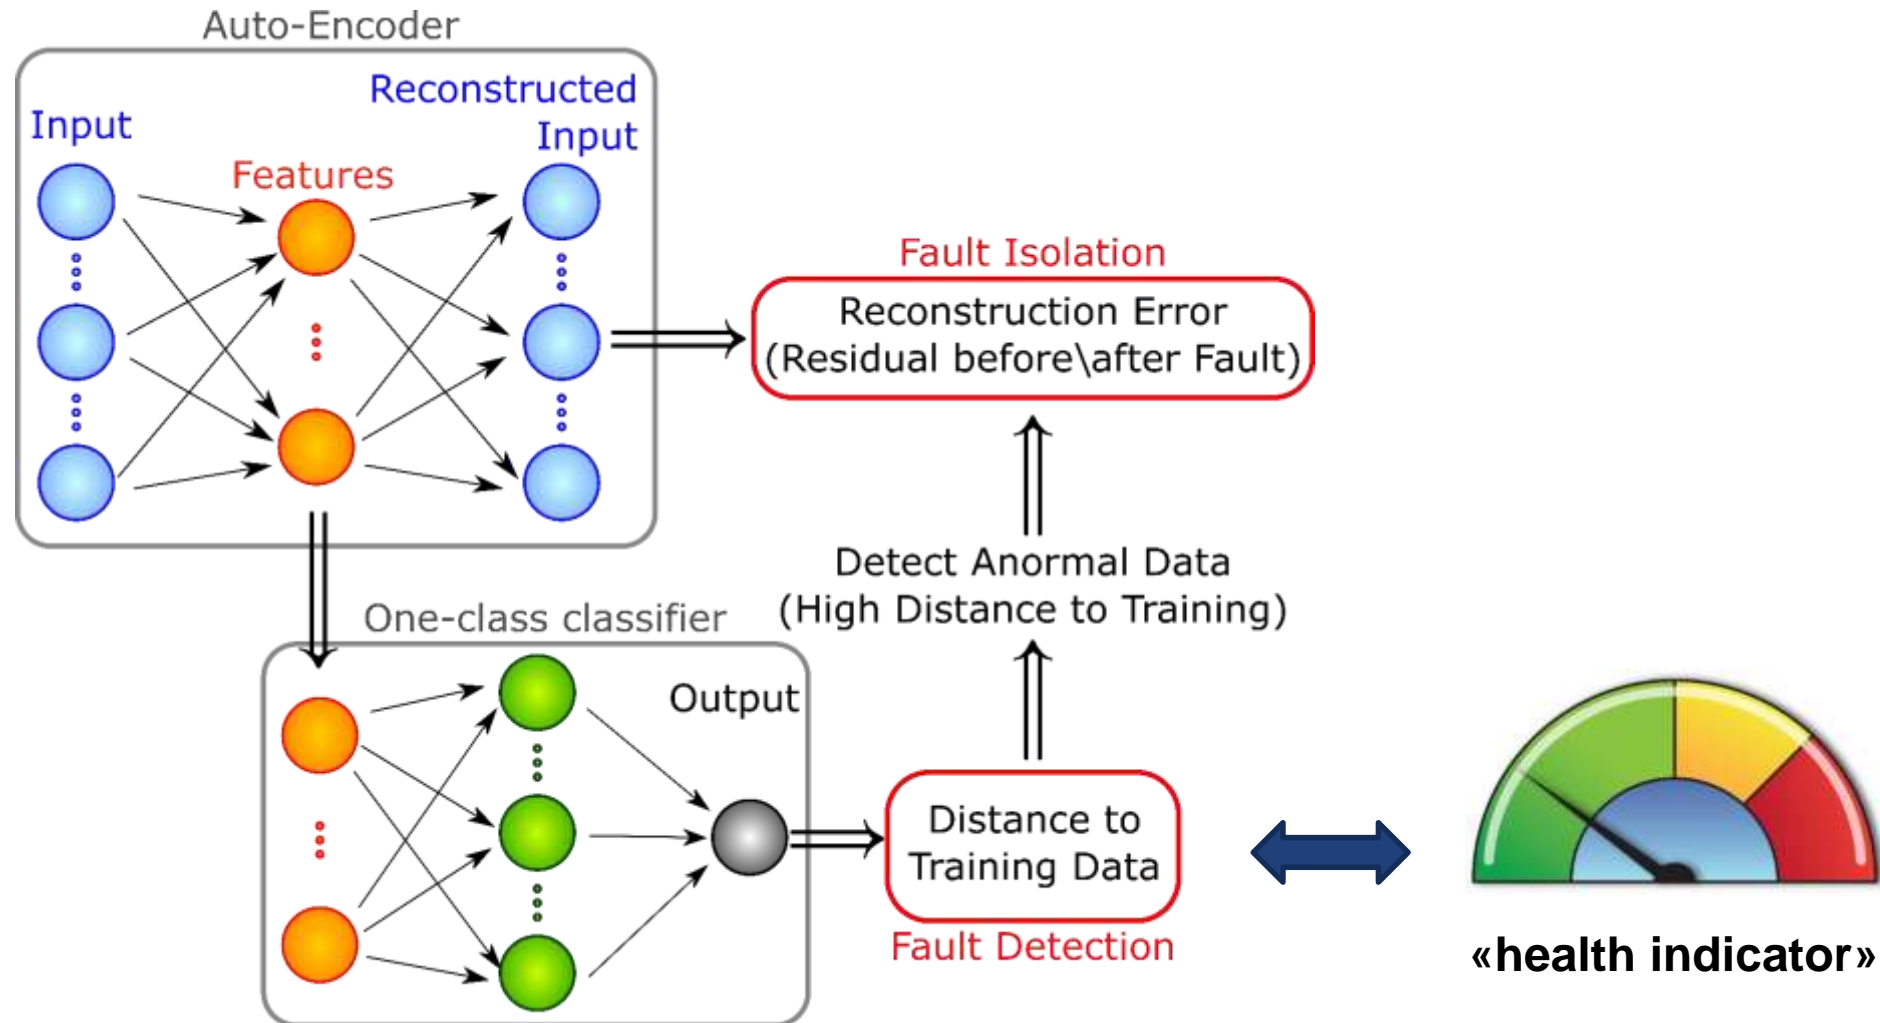 Auto-Encoder
Input
Reconstructed
Input
Features
Fault Isolation
Reconstruction Error
(Residual before\after Fault)
Detect Anormal Data
(High Distance to Training)
One-class classifier
Output
Distance to
Training Data
Fault Detection
«health indicator»